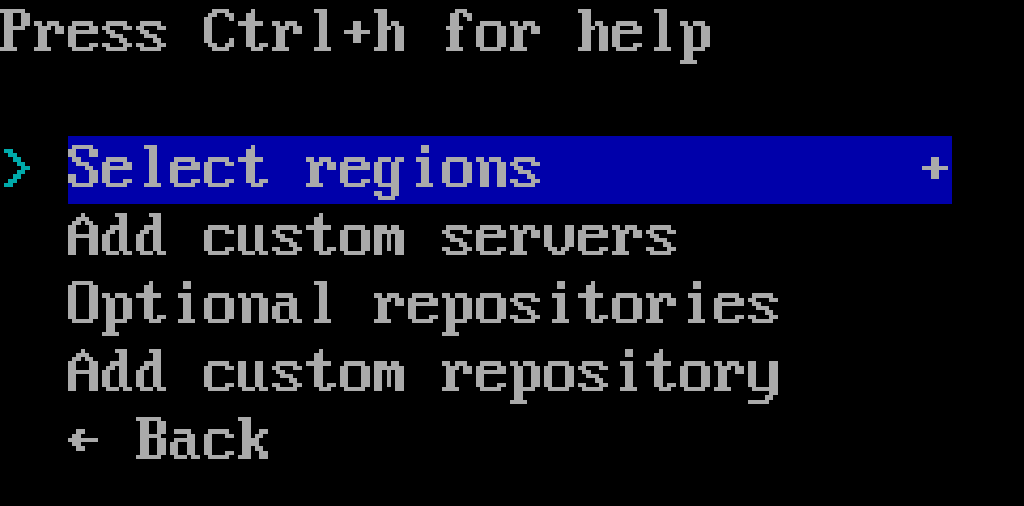 Press Ctrl+h for help
> Select regions +
Add custom servers
Optional repositories
Add custom repository
← Back